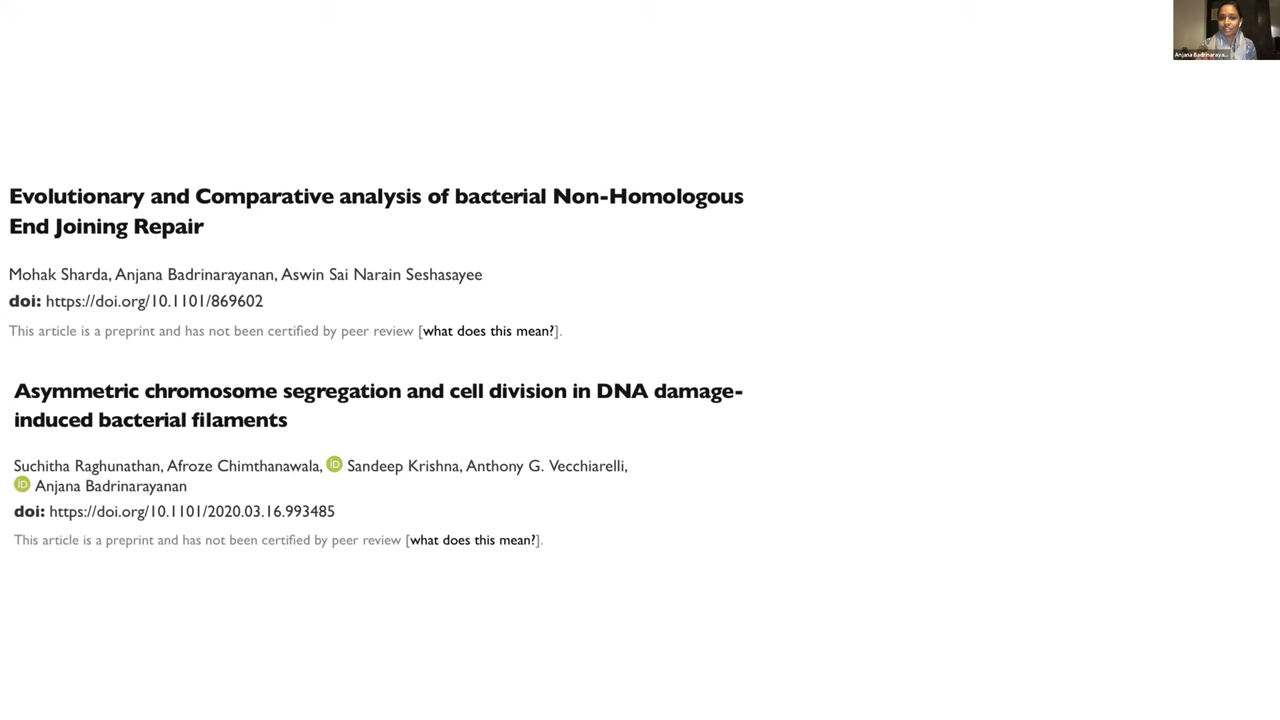 Anjana Badrinaraya...
Evolutionary and Comparative analysis of bacterial Non-Homologous
End Joining Repair
Mohak Sharda, Anjana Badrinarayanan, Aswin Sai Narain Seshasayee
doi: https://doi.org/10.1101/869602
This article is a preprint and has not been certified by peer review [what does this mean?].
Asymmetric chromosome segregation and cell division in DNA damage-
induced bacterial filaments
Suchitha Raghunathan, Afroze Chimthanawala, iD Sandeep Krishna, Anthony G. Vecchiarelli,
iD Anjana Badrinarayanan
doi: https://doi.org/10.1101/2020.03.16.993485
This article is a preprint and has not been certified by peer review [what does this mean?].